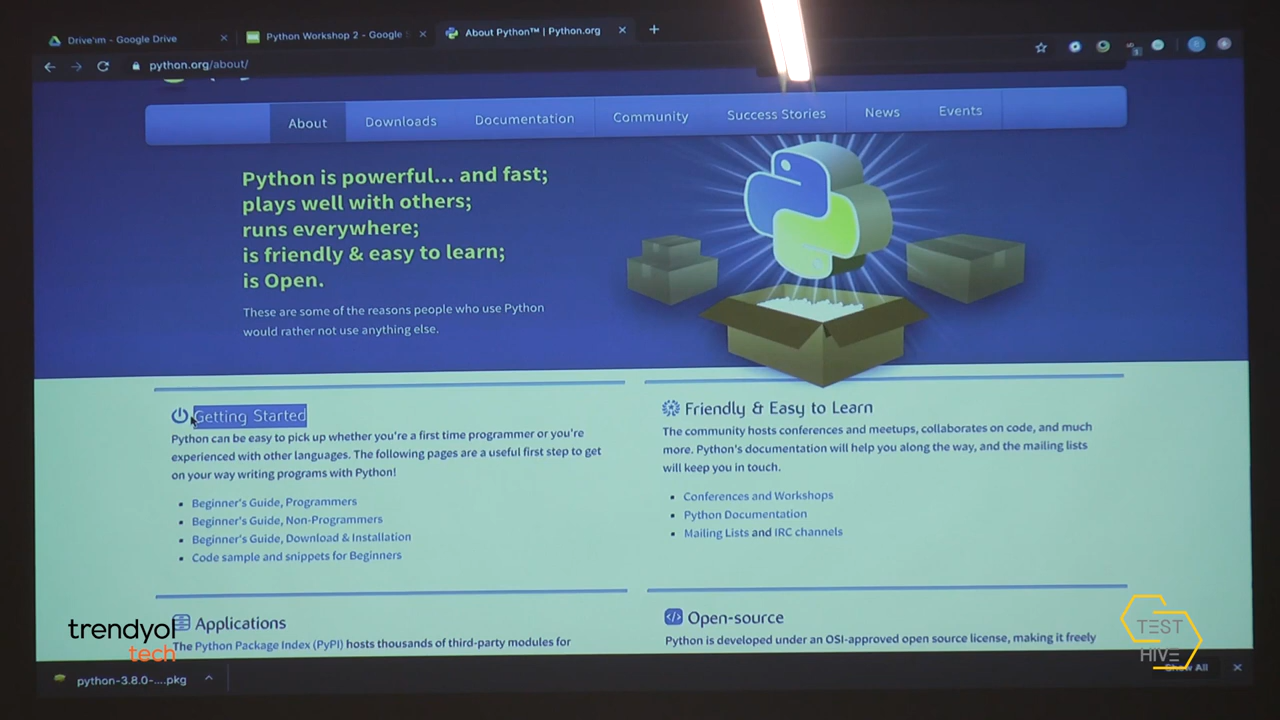 Drive'ım - Google Drive
Python Workshop 2 - Google S
About Python™ | Python.org
python.org/about/
About
Downloads
Documentation
Community
Success Stories
News
Events
Python is powerful... and fast;
plays well with others;
runs everywhere;
is friendly & easy to learn;
is Open.
These are some of the reasons people who use Python
would rather not use anything else.
Getting Started
Python can be easy to pick up whether you're a first time programmer or you're
experienced with other languages. The following pages are a useful first step to get
on your way writing programs with Python!
Beginner's Guide, Programmers
Beginner's Guide, Non-Programmers
Beginner's Guide, Download & Installation
Code sample and snippets for Beginners
Friendly & Easy to Learn
The community hosts conferences and meetups, collaborates on code, and much
more. Python's documentation will help you along the way, and the mailing lists
will keep you in touch.
Conferences and Workshops
Python Documentation
Mailing Lists and IRC channels
Applications
The Python Package Index (PyPI) hosts thousands of third-party modules for
Open-source
Python is developed under an OSI-approved open source license, making it freely
trendyol
tech
TEST
HIVE
python-3.8.0-....pkg
Show All